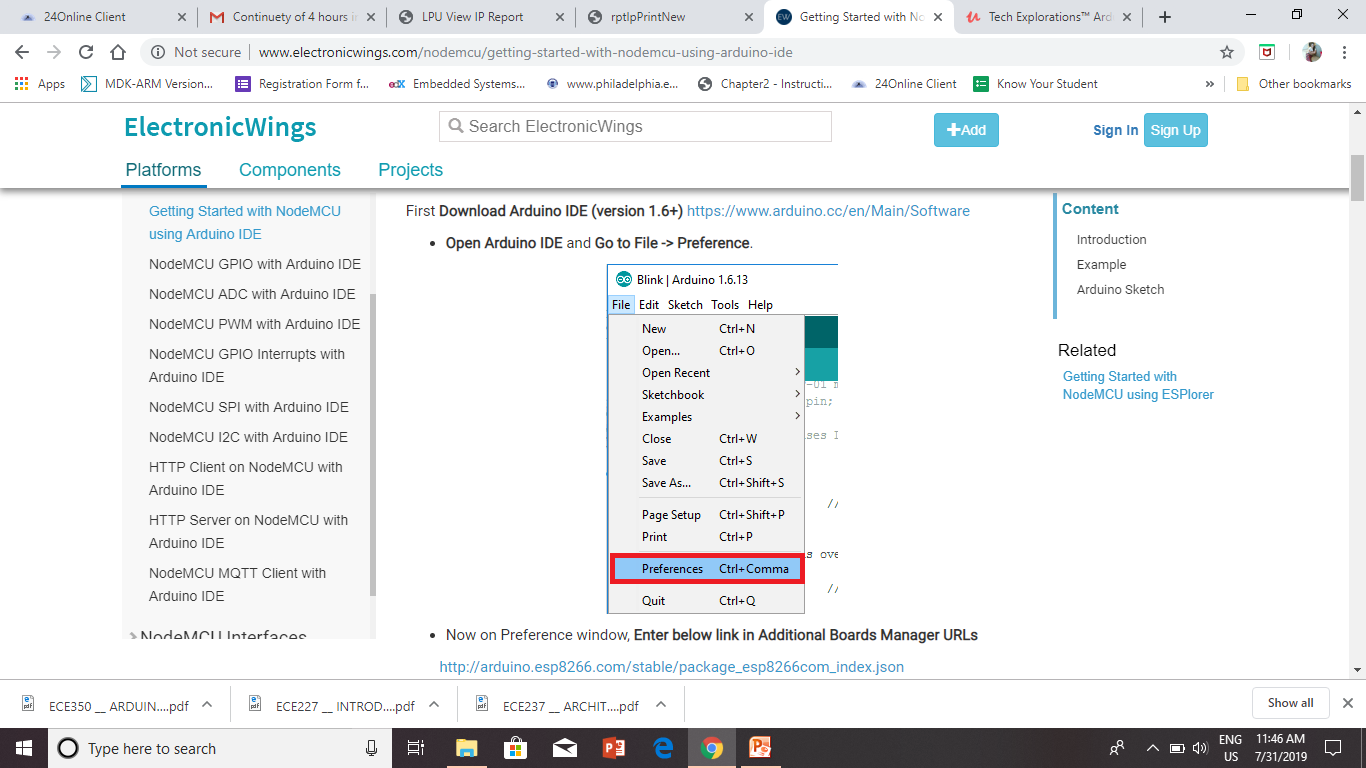 24Online Client
Continuety of 4 hours in
LPU View IP Report
rptIpPrintNew
Getting Started with No
Tech Explorations™ Ard
Not secure | www.electronicwings.com/nodemcu/getting-started-with-nodemcu-using-arduino-ide
Apps
MDK-ARM Version...
Registration Form f...
edX
Embedded Systems...
www.philadelphia.e...
Chapter2 - Instructi...
24Online Client
Know Your Student
»
Other bookmarks
ElectronicWings
Search ElectronicWings
+Add
Sign In
Sign Up
Platforms
Components
Projects
Getting Started with NodeMCU
using Arduino IDE
NodeMCU GPIO with Arduino IDE
NodeMCU ADC with Arduino IDE
NodeMCU PWM with Arduino IDE
NodeMCU GPIO Interrupts with
Arduino IDE
NodeMCU SPI with Arduino IDE
NodeMCU I2C with Arduino IDE
HTTP Client on NodeMCU with
Arduino IDE
HTTP Server on NodeMCU with
Arduino IDE
NodeMCU MQTT Client with
Arduino IDE
NodeMCU Interfaces
First Download Arduino IDE (version 1.6+) https://www.arduino.cc/en/Main/Software
• Open Arduino IDE and Go to File -> Preference.
Blink | Arduino 1.6.13
File Edit Sketch Tools Help
New Ctrl+N
Open... Ctrl+O
Open Recent
Sketchbook
Examples
Close Ctrl+W
Save Ctrl+S
Save As... Ctrl+Shift+S
Page Setup Ctrl+Shift+P
Print Ctrl+P
Preferences Ctrl+Comma
Quit Ctrl+Q
-01 m
pin;
ses I
//
s ove
//
• Now on Preference window, Enter below link in Additional Boards Manager URLs
http://arduino.esp8266.com/stable/package_esp8266com_index.json
Content
Introduction
Example
Arduino Sketch
Related
Getting Started with
NodeMCU using ESPlorer
ECE350 __ ARDUIN....pdf
ECE227 __ INTROD....pdf
ECE237 __ ARCHIT....pdf
Show all
Type here to search
ENG
US
11:46 AM
7/31/2019